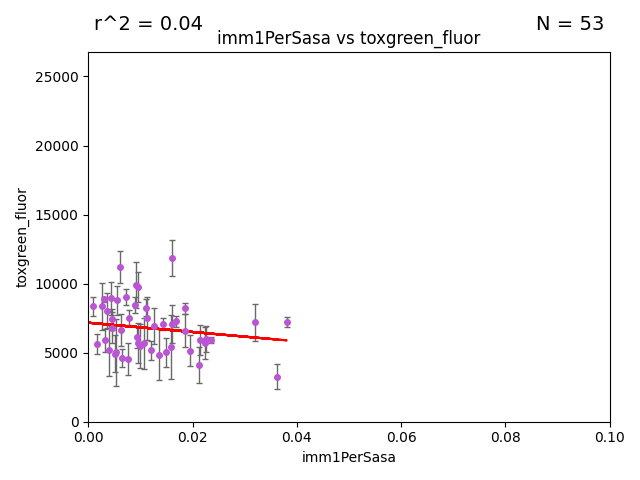 r^2 = 0.04
N = 53
imm1PerSasa vs toxgreen_fluor
toxgreen_fluor
25000
20000
15000
10000
5000
0
0.00
0.02
0.04
0.06
0.08
0.10
imm1PerSasa